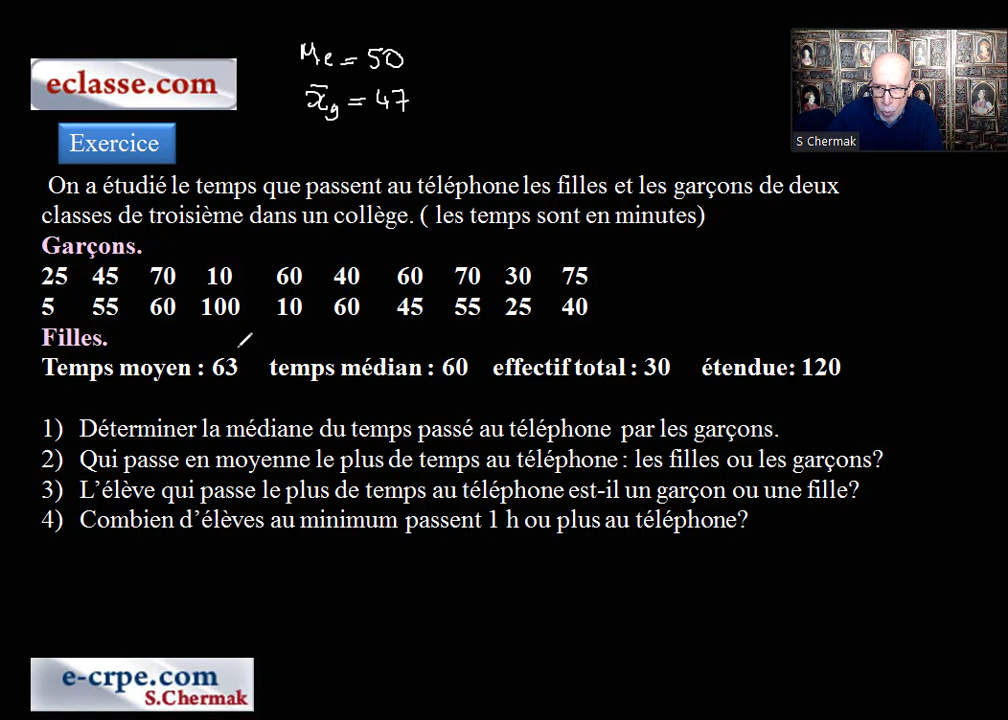 Me = 50
eclasse.com
x̄g = 47
S Chermak
Exercice
On a étudié le temps que passent au téléphone les filles et les garçons de deux
classes de troisième dans un collège. ( les temps sont en minutes)
Garçons.
25 45 70 10 60 40 60 70 30 75
5 55 60 100 10 60 45 55 25 40
Filles.
Temps moyen : 63 temps médian : 60 effectif total : 30 étendue: 120
1) Déterminer la médiane du temps passé au téléphone par les garçons.
2) Qui passe en moyenne le plus de temps au téléphone : les filles ou les garçons?
3) L’élève qui passe le plus de temps au téléphone est-il un garçon ou une fille?
4) Combien d’élèves au minimum passent 1 h ou plus au téléphone?
e-crpe.com
S.Chermak